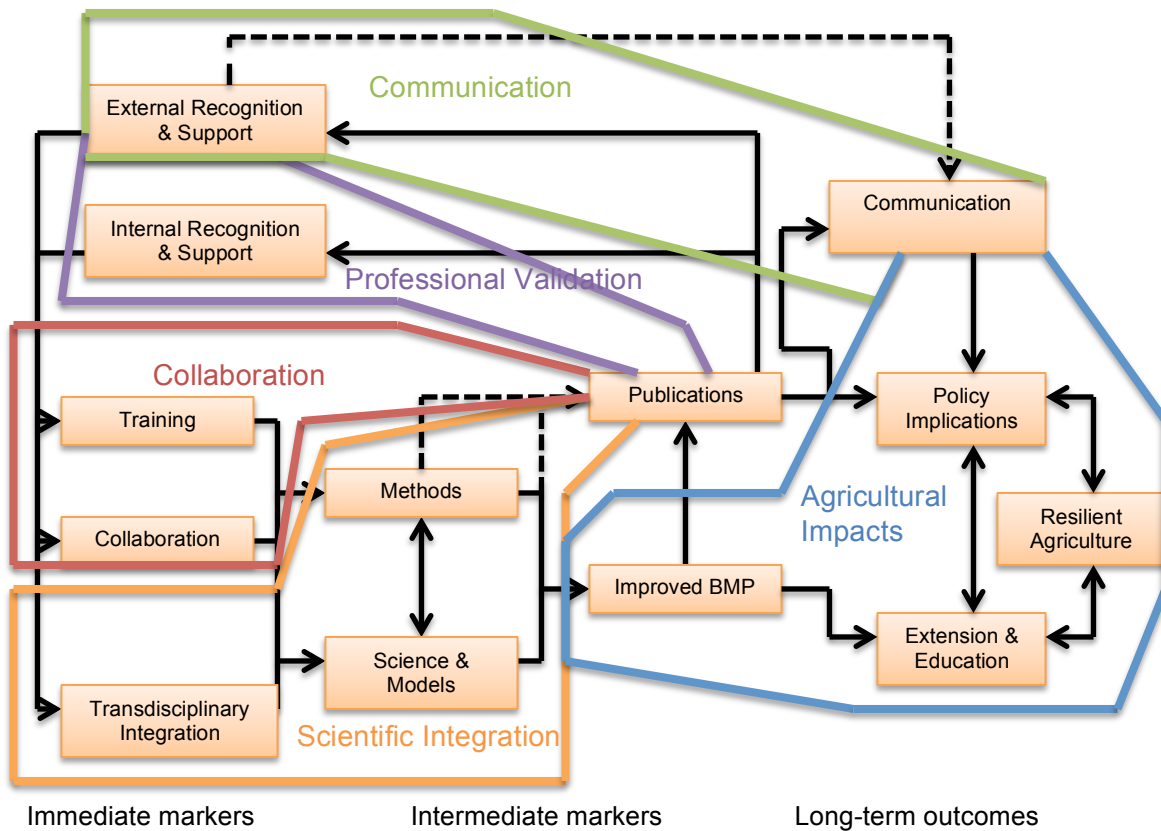 Communication
External Recognition
& Support
Communication
Internal Recognition
& Support
Professional Validation
Collaboration
Training
Publications
Policy
Implications
Methods
Collaboration
Agricultural
Impacts
Resilient
Agriculture
Improved BMP
Science &
Models
Extension &
Education
Transdisciplinary
Integration
Scientific Integration
Immediate markers
Intermediate markers
Long-term outcomes